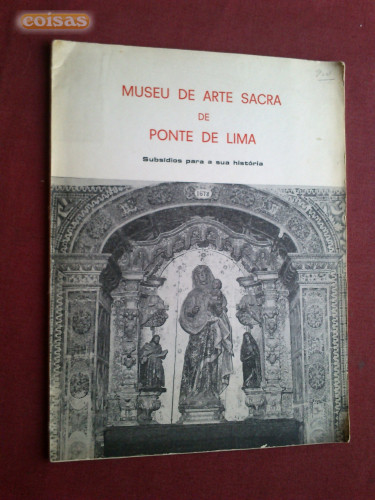 coisas
MUSEU DE ARTE SACRA
DE
PONTE DE LIMA
Subsídios para a sua história
1678